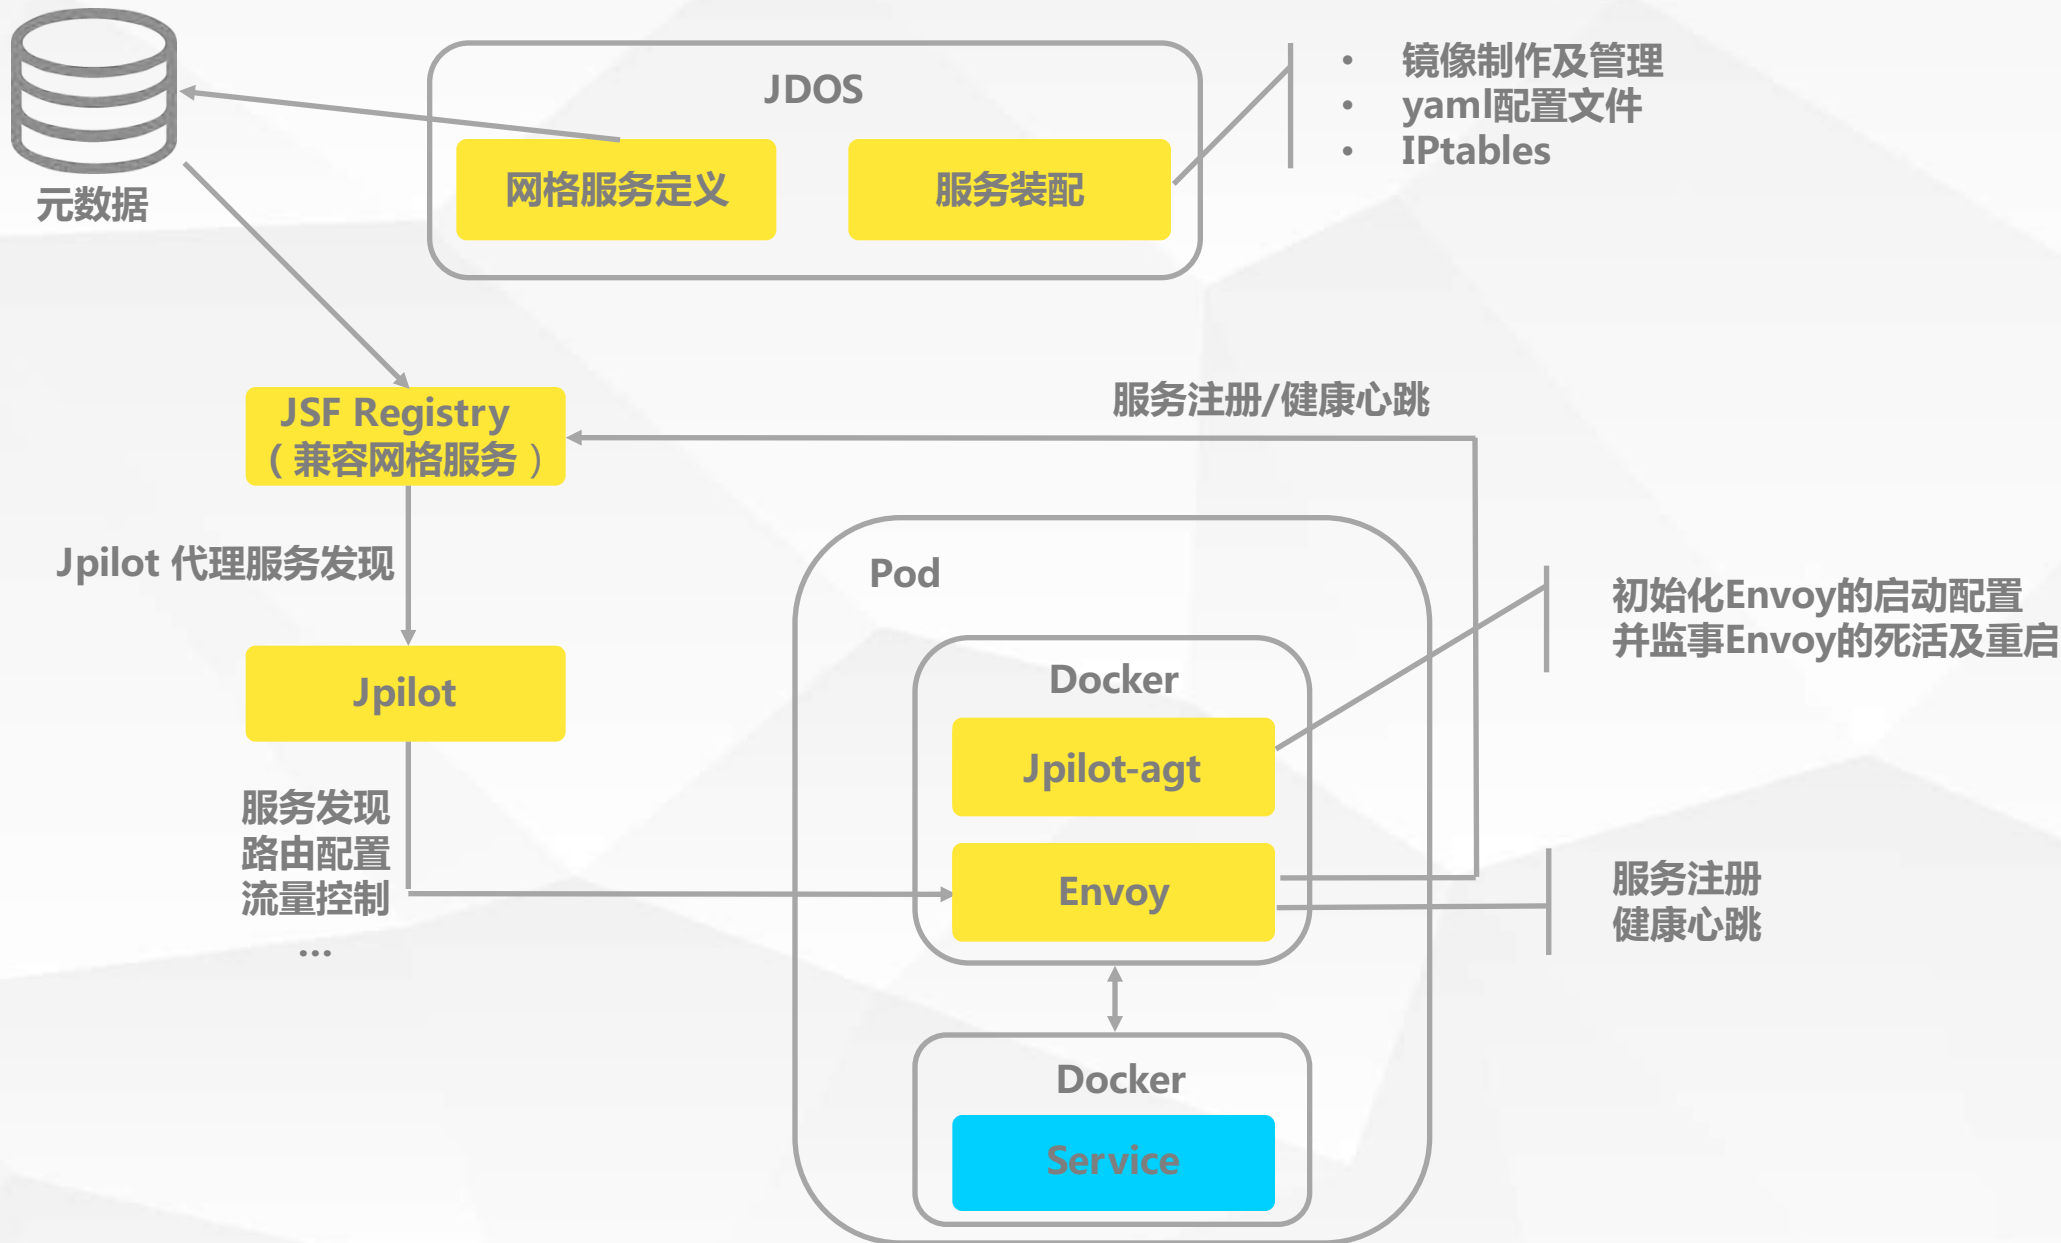 JDOS
网格服务定义
服务装配
• 镜像制作及管理
• yaml配置文件
• IPtables
元数据
JSF Registry
（兼容网格服务）
服务注册/健康心跳
Jpilot 代理服务发现
Jpilot
服务发现
路由配置
流量控制
...
Pod
Docker
Jpilot-agt
Envoy
初始化Envoy的启动配置
并监事Envoy的死活及重启
服务注册
健康心跳
Docker
Service